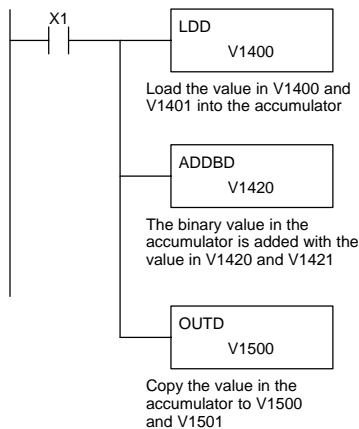 X1
LDD
V1400
Load the value in V1400 and
V1401 into the accumulator
ADDBD
V1420
The binary value in the
accumulator is added with the
value in V1420 and V1421
OUTD
V1500
Copy the value in the
accumulator to V1500
and V1501